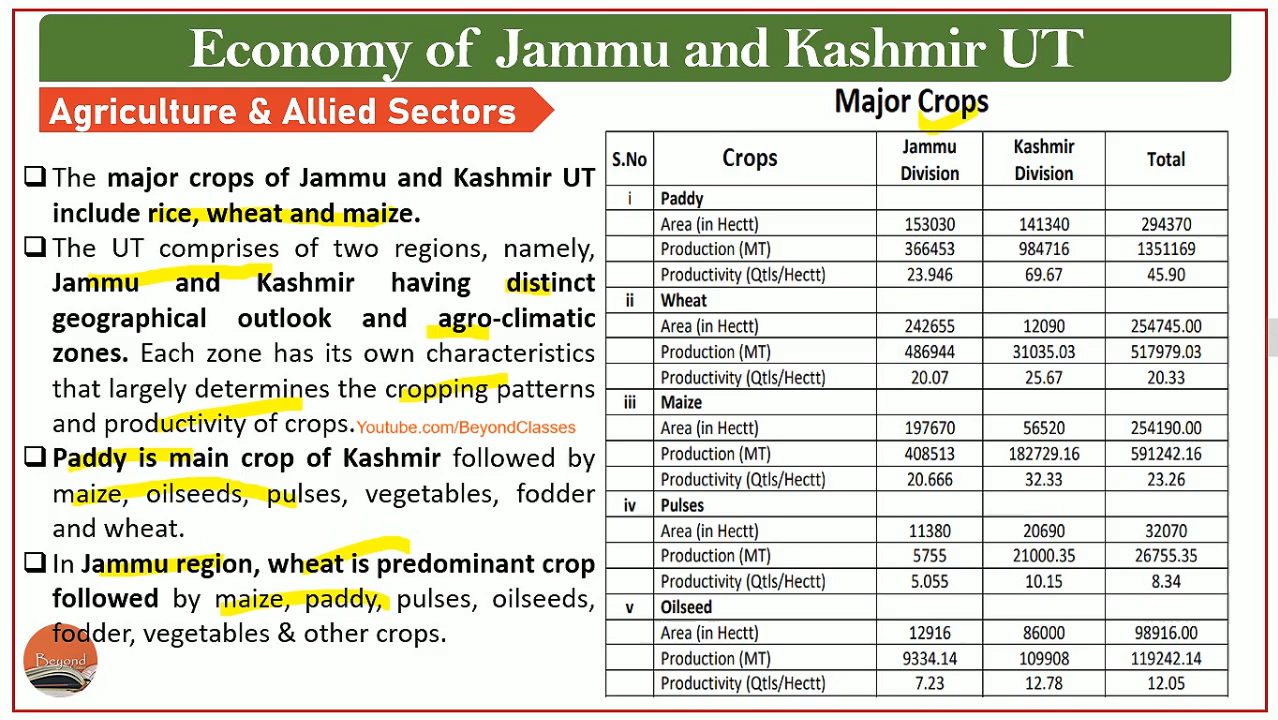 Economy of Jammu and Kashmir UT
Agriculture & Allied Sectors
❑ The major crops of Jammu and Kashmir UT
include rice, wheat and maize.
❑ The UT comprises of two regions, namely,
Jammu and Kashmir having distinct
geographical outlook and agro-climatic
zones. Each zone has its own characteristics
that largely determines the cropping patterns
and productivity of crops. Youtube.com/BeyondClasses
❑ Paddy is main crop of Kashmir followed by
maize, oilseeds, pulses, vegetables, fodder
and wheat.
❑ In Jammu region, wheat is predominant crop
followed by maize, paddy, pulses, oilseeds,
fodder, vegetables & other crops.
Beyond
Major Crops
S.No Crops Jammu Division Kashmir Division Total
i Paddy
Area (in Hectt) 153030 141340 294370
Production (MT) 366453 984716 1351169
Productivity (Qtls/Hectt) 23.946 69.67 45.90
ii Wheat
Area (in Hectt) 242655 12090 254745.00
Production (MT) 486944 31035.03 517979.03
Productivity (Qtls/Hectt) 20.07 25.67 20.33
iii Maize
Area (in Hectt) 197670 56520 254190.00
Production (MT) 408513 182729.16 591242.16
Productivity (Qtls/Hectt) 20.666 32.33 23.26
iv Pulses
Area (in Hectt) 11380 20690 32070
Production (MT) 5755 21000.35 26755.35
Productivity (Qtls/Hectt) 5.055 10.15 8.34
v Oilseed
Area (in Hectt) 12916 86000 98916.00
Production (MT) 9334.14 109908 119242.14
Productivity (Qtls/Hectt) 7.23 12.78 12.05